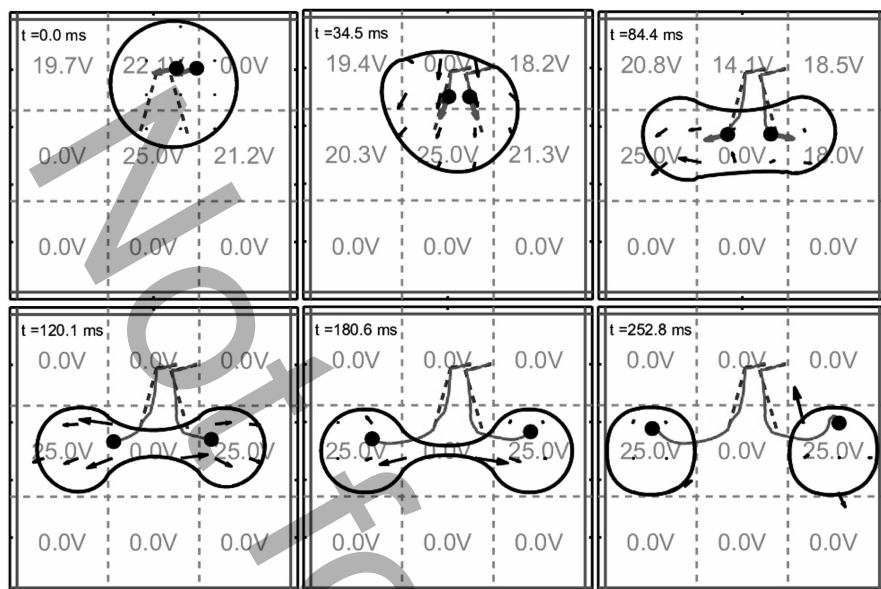 t =0.0 ms
19.7V 22.1V 0.0V
0.0V 25.0V 21.2V
0.0V 0.0V 0.0V
t =34.5 ms
19.4V 0.0V 18.2V
20.3V 25.0V 21.3V
0.0V 0.0V 0.0V
t =84.4 ms
20.8V 14.1V 18.5V
25.0V 0.0V 18.0V
0.0V 0.0V 0.0V
t =120.1 ms
0.0V 0.0V 0.0V
25.0V 0.0V 25.0V
0.0V 0.0V 0.0V
t =180.6 ms
0.0V 0.0V 0.0V
25.0V 0.0V 25.0V
0.0V 0.0V 0.0V
t =252.8 ms
0.0V 0.0V 0.0V
25.0V 0.0V 25.0V
0.0V 0.0V 0.0V